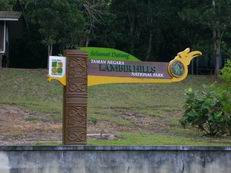 Selamat Datang
TAMAN NEGARA
LAMBIR HILLS
NATIONAL PARK